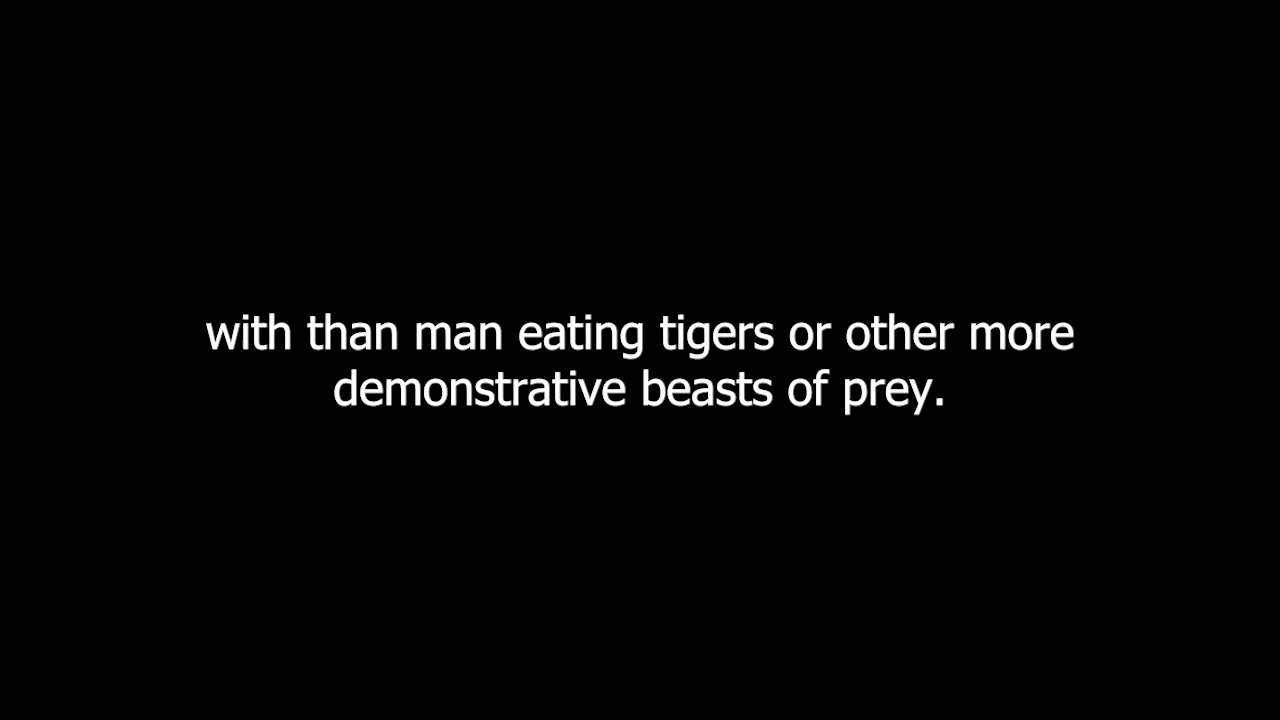 with than man eating tigers or other more
demonstrative beasts of prey.